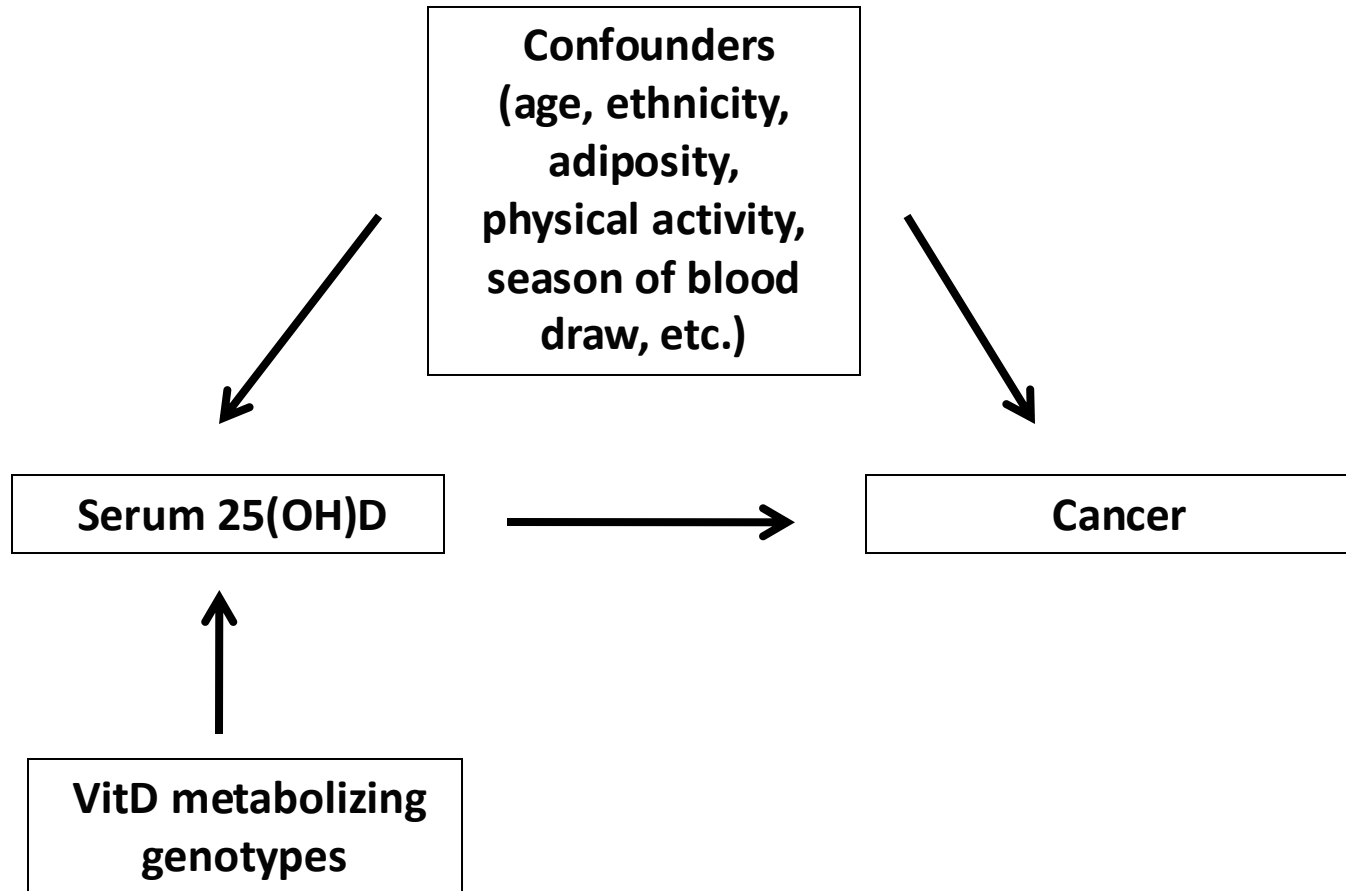 Confounders
(age, ethnicity,
adiposity,
physical activity,
season of blood
draw, etc.)
Serum 25(OH)D
Cancer
VitD metabolizing
genotypes